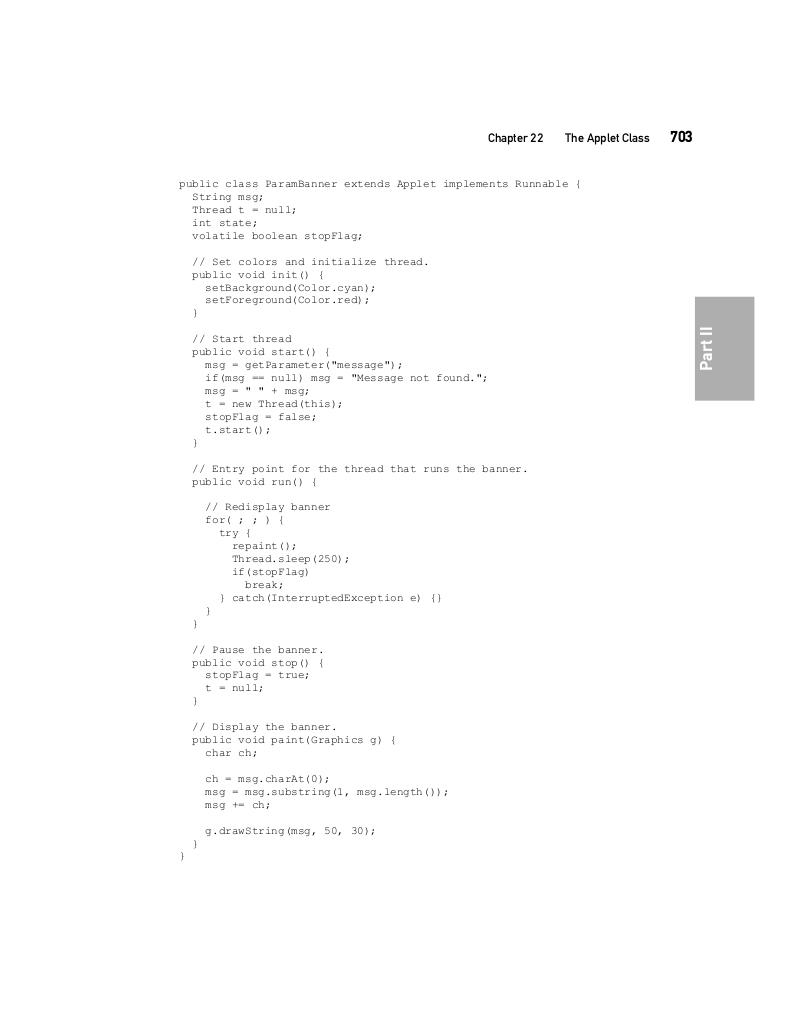 Chapter 22 The Applet Class 703
public class ParamBanner extends Applet implements Runnable {
  String msg;
  Thread t = null;
  int state;
  volatile boolean stopFlag;

  // Set colors and initialize thread.
  public void init() {
    setBackground(Color.cyan);
    setForeground(Color.red);
  }

  // Start thread
  public void start() {
    msg = getParameter("message");
    if(msg == null) msg = "Message not found.";
    msg = " " + msg;
    t = new Thread(this);
    stopFlag = false;
    t.start();
  }

  // Entry point for the thread that runs the banner.
  public void run() {

    // Redisplay banner
    for( ; ; ) {
      try {
        repaint();
        Thread.sleep(250);
        if(stopFlag)
          break;
      } catch(InterruptedException e) {}
    }
  }

  // Pause the banner.
  public void stop() {
    stopFlag = true;
    t = null;
  }

  // Display the banner.
  public void paint(Graphics g) {
    char ch;

    ch = msg.charAt(0);
    msg = msg.substring(1, msg.length());
    msg += ch;

    g.drawString(msg, 50, 30);
  }
}
Part II